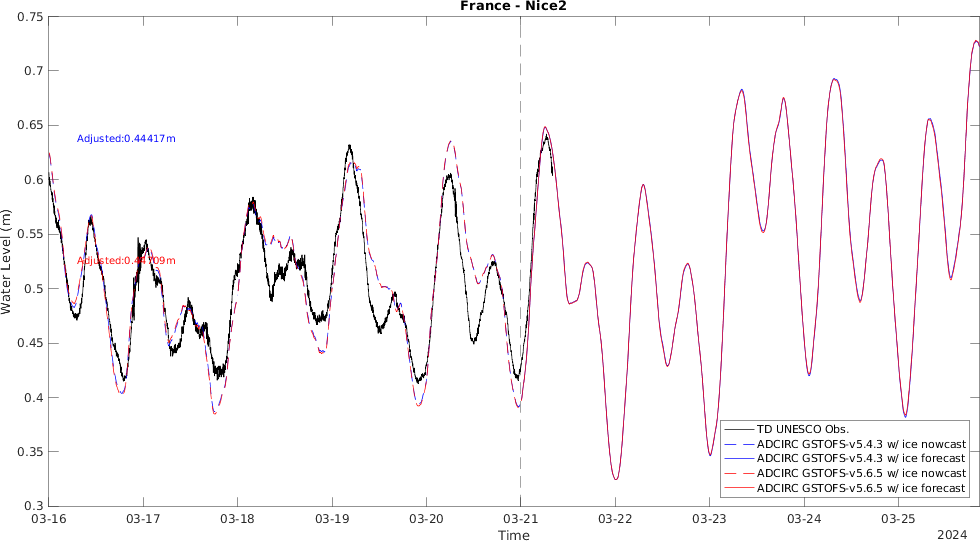 France - Nice2
0.75
0.7
0.65
0.6
0.55
0.5
0.45
0.4
0.35
0.3
Water Level (m)
Adjusted:0.44417m
Adjusted:0.44709m
TD UNESCO Obs.
ADCIRC GSTOFS-v5.4.3 w/ ice nowcast
ADCIRC GSTOFS-v5.4.3 w/ ice forecast
ADCIRC GSTOFS-v5.6.5 w/ ice nowcast
ADCIRC GSTOFS-v5.6.5 w/ ice forecast
03-16 03-17 03-18 03-19 03-20 03-21 03-22 03-23 03-24 03-25
Time
2024